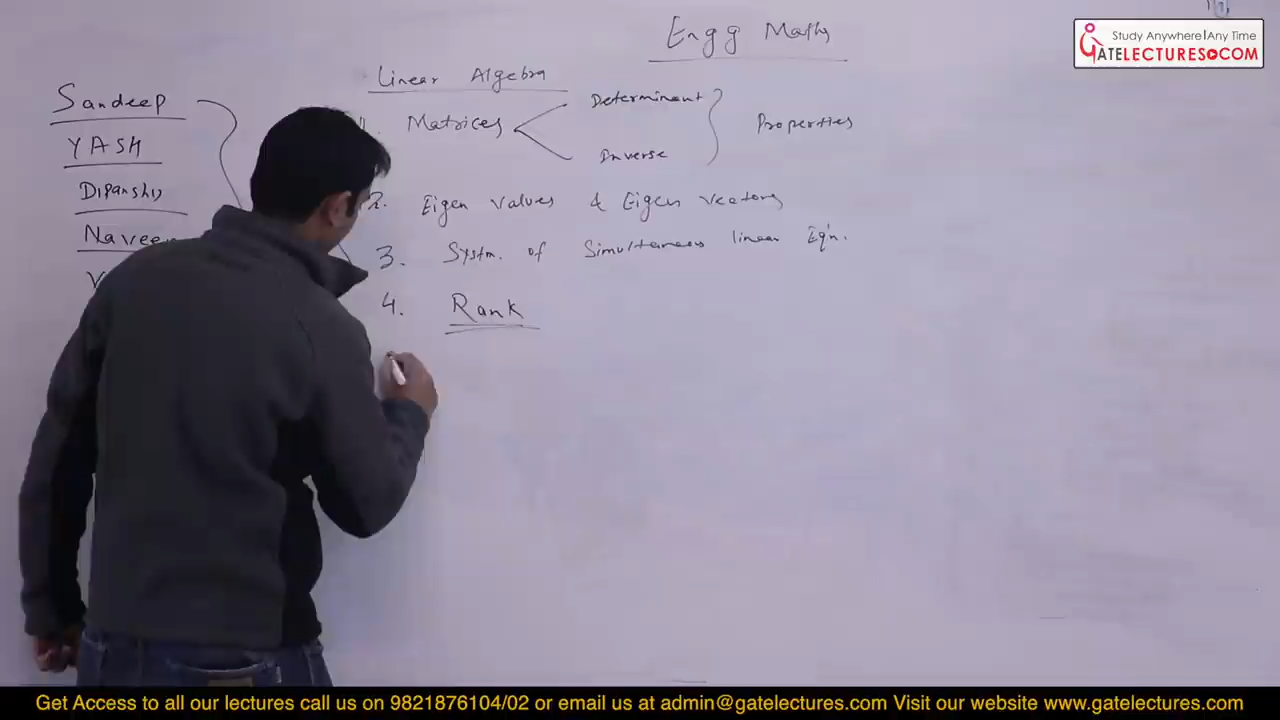 Engg Maths
Study Anywhere|Any Time
GATELECTURES.COM
Linear Algebra
Sandeep
YASH
Dipanshu
Naveen
1. Matrices
Determinant
Inverse
Properties
2. Eigen values & Eigen vectors
3. Systm. of Simultaneous linear Eqn.
4. Rank
Get Access to all our lectures call us on 9821876104/02 or email us at admin@gatelectures.com Visit our website www.gatelectures.com